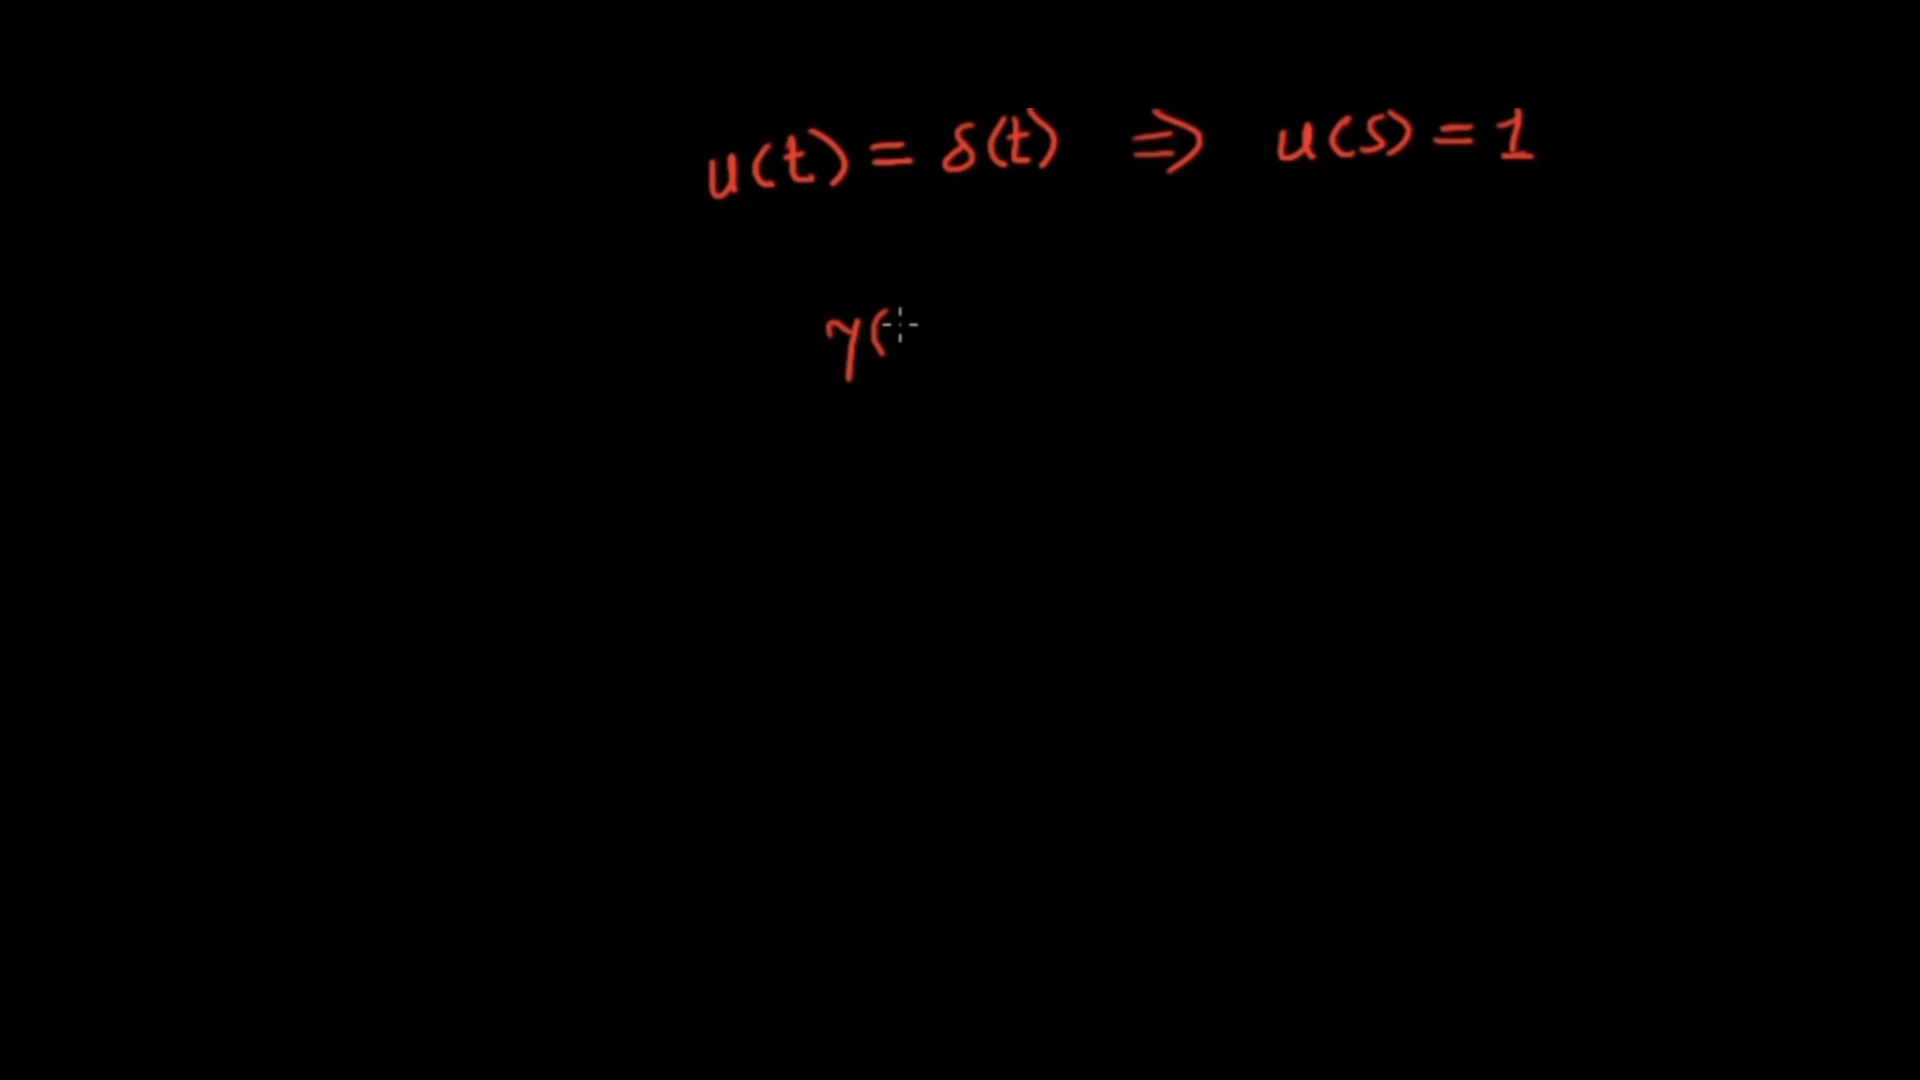 u(t) = δ(t) ⇒ u(s) = 1
y(